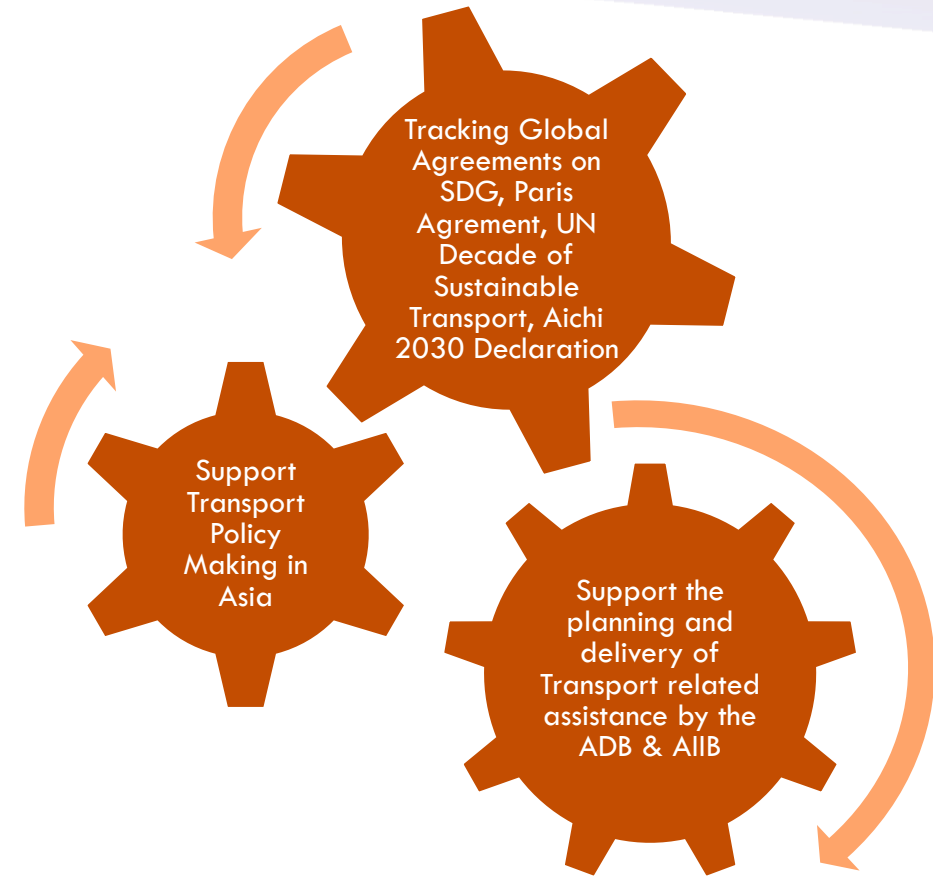 Tracking Global
Agreements on
SDG, Paris
Agrement, UN
Decade of
Sustainable
Transport, Aichi
2030 Declaration
Support
Transport
Policy
Making in
Asia
Support the
planning and
delivery of
Transport related
assistance by the
ADB & AIIB